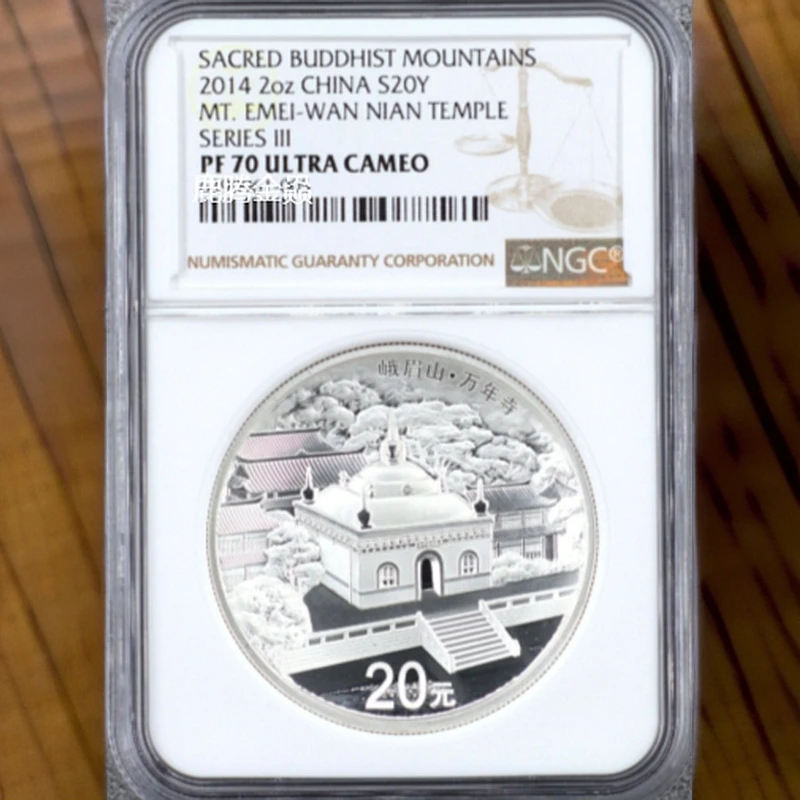 SACRED BUDDHIST MOUNTAINS
2014 2oz CHINA S20Y
MT. EMEI-WAN NIAN TEMPLE
SERIES III
PF 70 ULTRA CAMEO
NUMISMATIC GUARANTY CORPORATION
NGC®
峨眉山·万年寺
20元